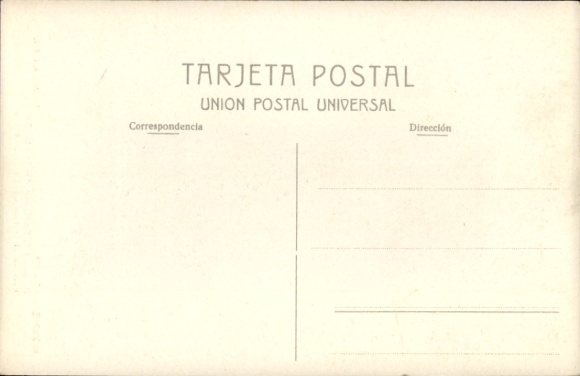 TARJETA POSTAL
UNION POSTAL UNIVERSAL
Correspondencia
Dirección